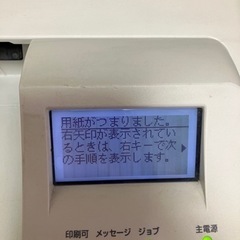 用紙がつまりました。
右矢印が表示されてい
るときは、右キーで次
の手順を表示します。
印刷可 メッセージ ジョブ
主電源